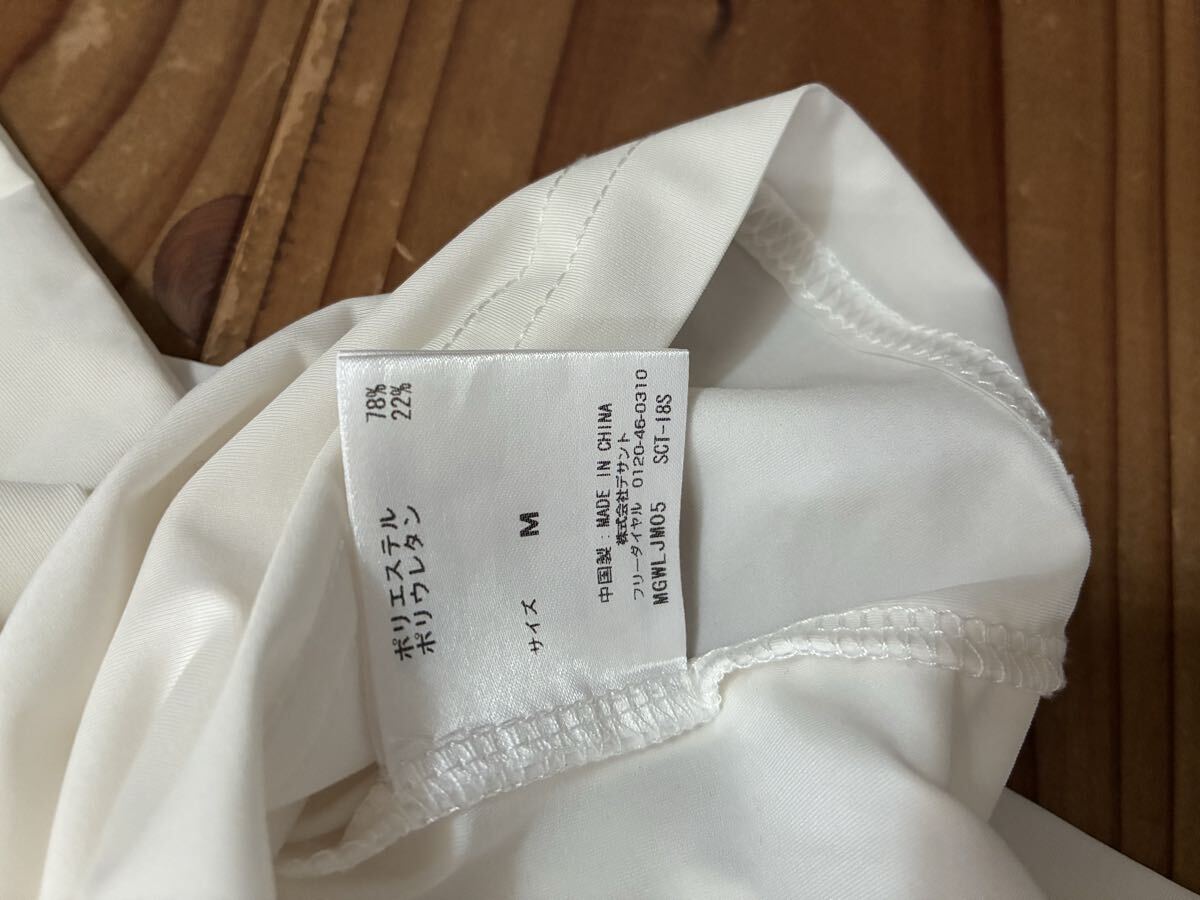 ポリエステル 78%
ポリウレタン 22%
サイズ M
中国製：MADE IN CHINA
株式会社デサント
フリーダイヤル 0120-46-0310
MGWLJM05 SCT-18S